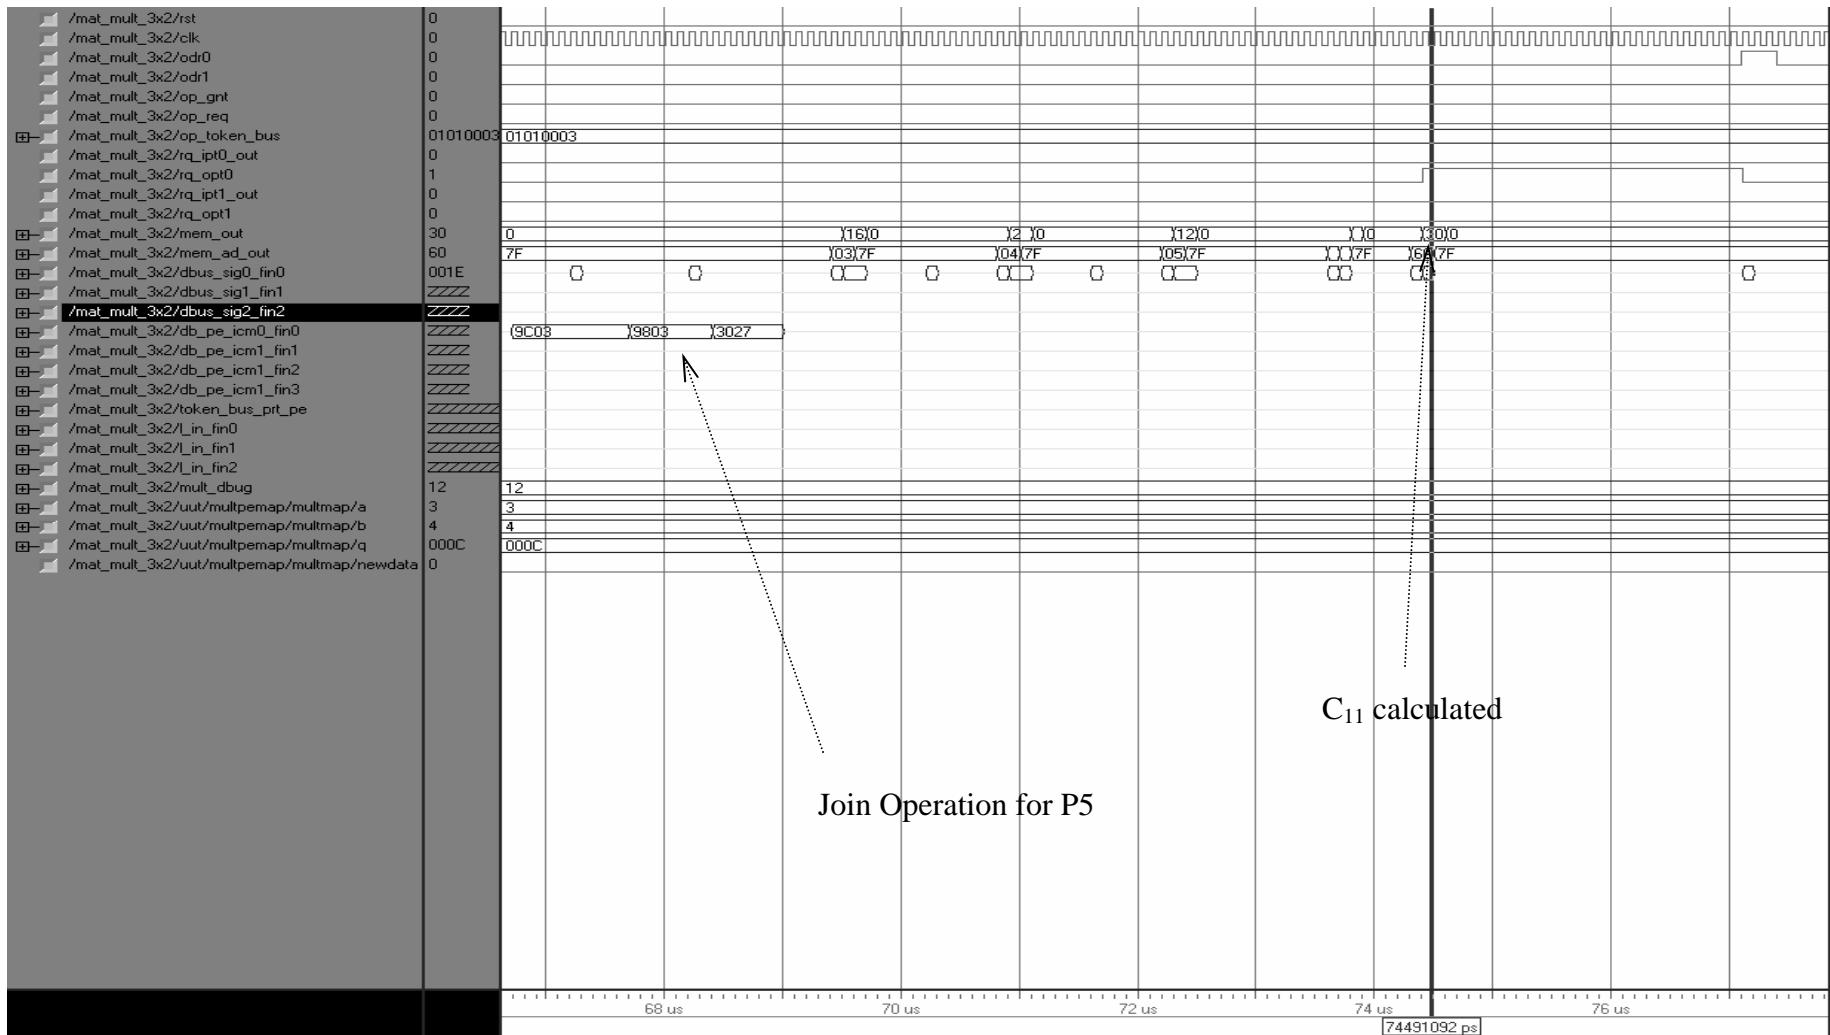 /mat_mult_3x2/rst 0
/mat_mult_3x2/clk 0
/mat_mult_3x2/odr0 0
/mat_mult_3x2/odr1 0
/mat_mult_3x2/op_gnt 0
/mat_mult_3x2/op_req 0
/mat_mult_3x2/op_token_bus 01010003 01010003
/mat_mult_3x2/rq_ipt0_out 0
/mat_mult_3x2/rq_opt0 1
/mat_mult_3x2/rq_ipt1_out 0
/mat_mult_3x2/rq_opt1 0
/mat_mult_3x2/mem_out 30 0 16 0 2 0 12 0 0 30 0
/mat_mult_3x2/mem_ad_out 60 7F 03 7F 04 7F 05 7F 7F 60 7F
/mat_mult_3x2/dbus_sig0_fin0 001E
/mat_mult_3x2/dbus_sig1_fin1
/mat_mult_3x2/dbus_sig2_fin2
/mat_mult_3x2/db_pe_icm0_fin0 9C03 9803 3027
/mat_mult_3x2/db_pe_icm1_fin1
/mat_mult_3x2/db_pe_icm1_fin2
/mat_mult_3x2/db_pe_icm1_fin3
/mat_mult_3x2/token_bus_prt_pe
/mat_mult_3x2/l_in_fin0
/mat_mult_3x2/l_in_fin1
/mat_mult_3x2/l_in_fin2
/mat_mult_3x2/mult_dbug 12 12
/mat_mult_3x2/uut/multpemap/multmap/a 3 3
/mat_mult_3x2/uut/multpemap/multmap/b 4 4
/mat_mult_3x2/uut/multpemap/multmap/q 000C 000C
/mat_mult_3x2/uut/multpemap/multmap/newdata 0
C11 calculated
Join Operation for P5
68 us 70 us 72 us 74 us 76 us
74491092 ps